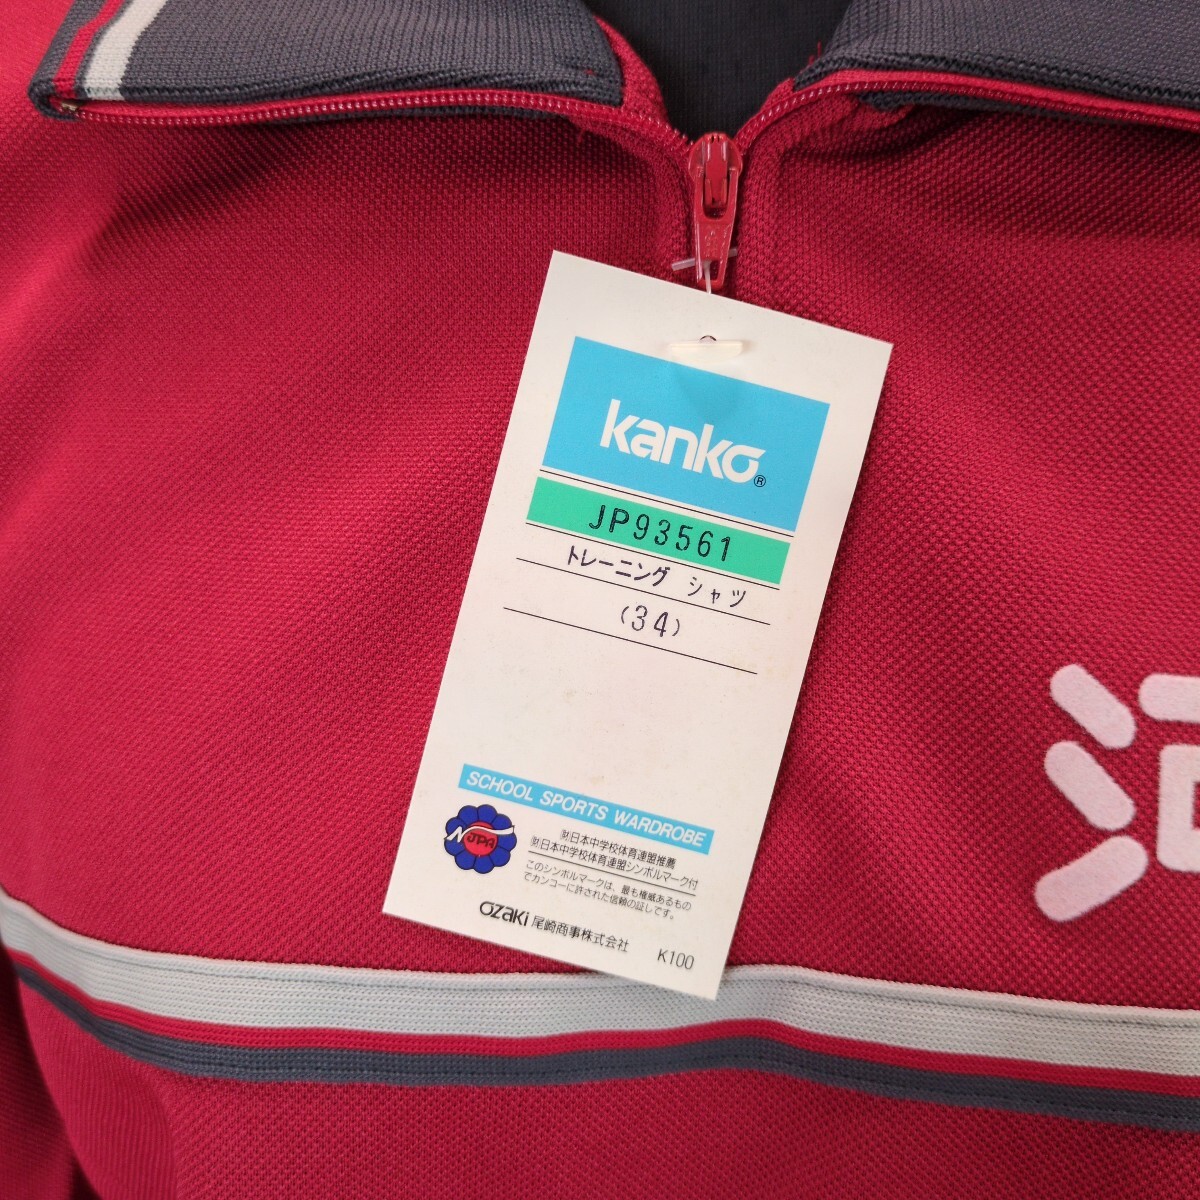 kanko®
JP93561
トレーニング シャツ
(34)
SCHOOL SPORTS WARDROBE
NJPA
㈶日本中学校体育連盟推薦
㈶日本中学校体育連盟シンボルマーク付
このシンボルマークは、最も権威あるもの
でカンコーに許された信頼の証しです。
OZAKI 尾崎商事株式会社
K100